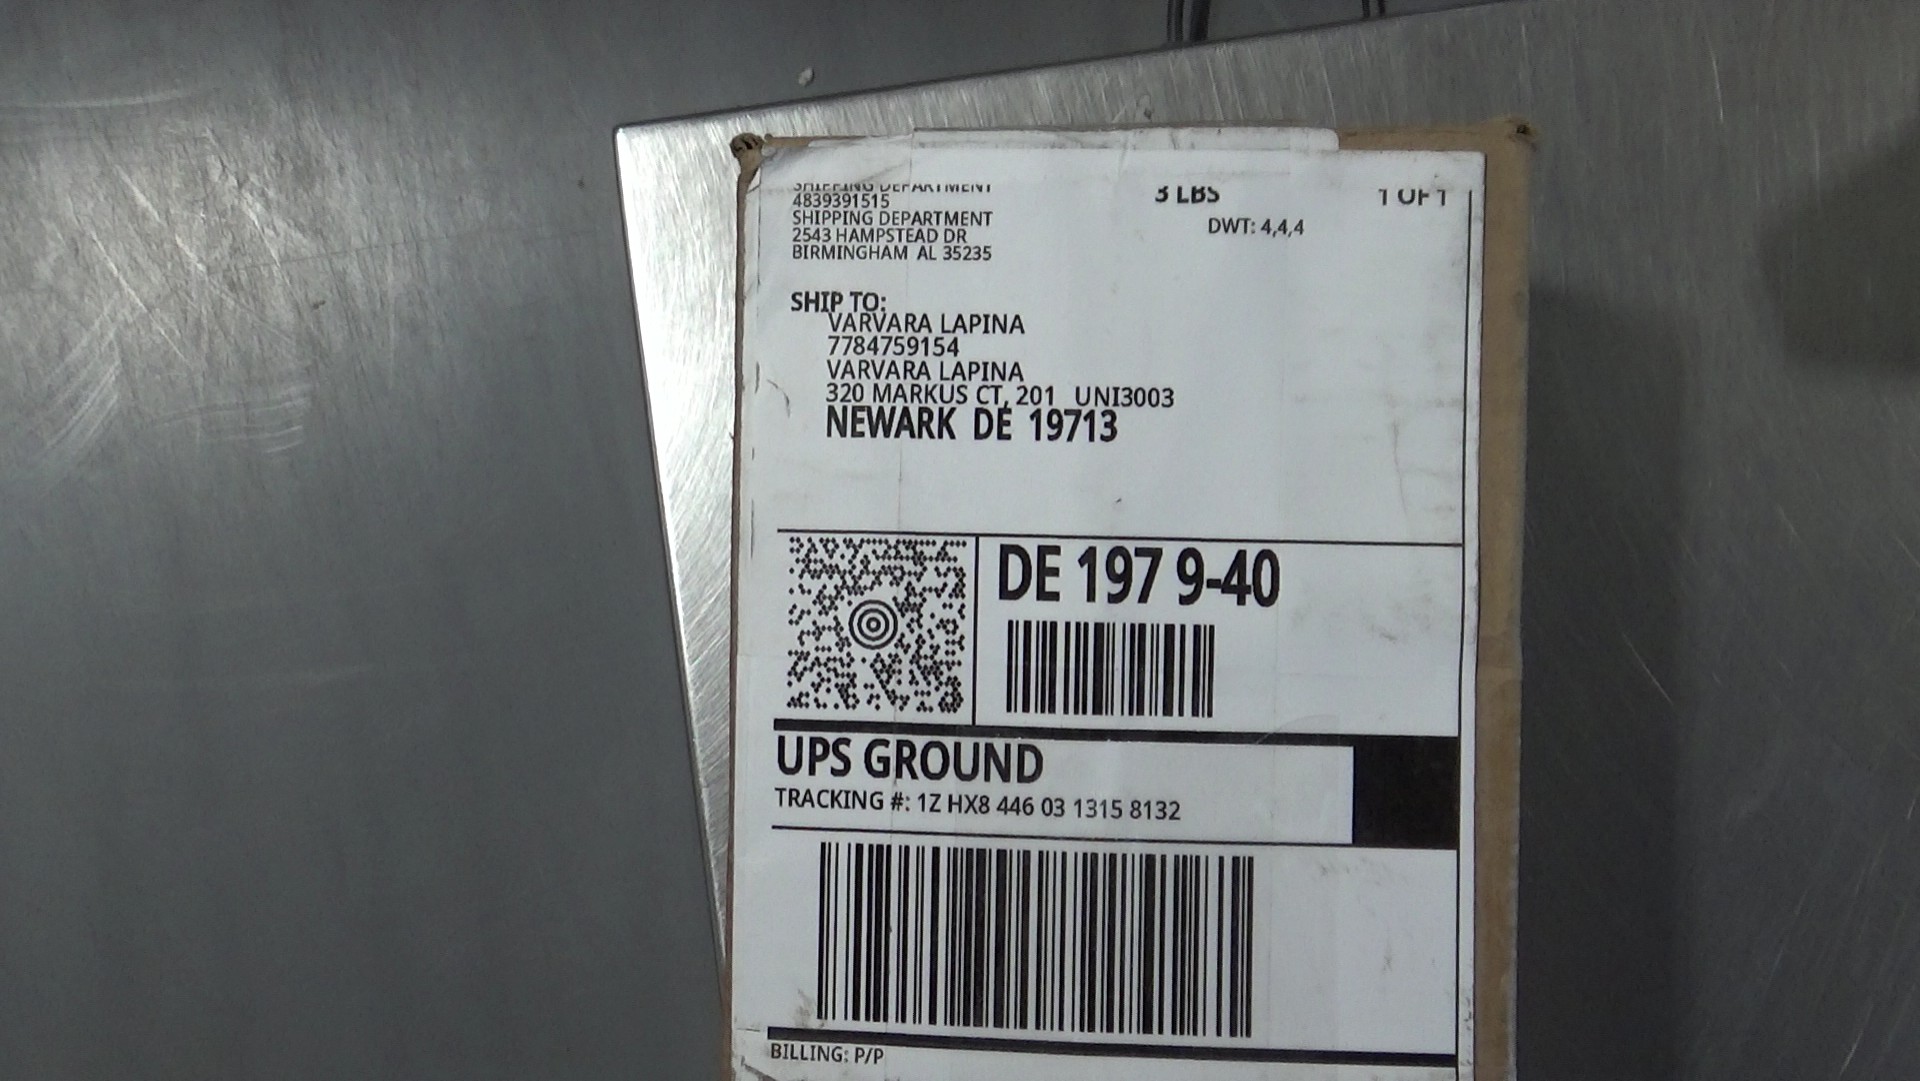 SHIPPING DEPARTMENT
4839391515
SHIPPING DEPARTMENT
2543 HAMPSTEAD DR
BIRMINGHAM AL 35235
3 LBS
1 OF 1
DWT: 4,4,4
SHIP TO:
VARVARA LAPINA
7784759154
VARVARA LAPINA
320 MARKUS CT, 201 UNI3003
NEWARK DE 19713
DE 197 9-40
UPS GROUND
TRACKING #: 1Z HX8 446 03 1315 8132
BILLING: P/P